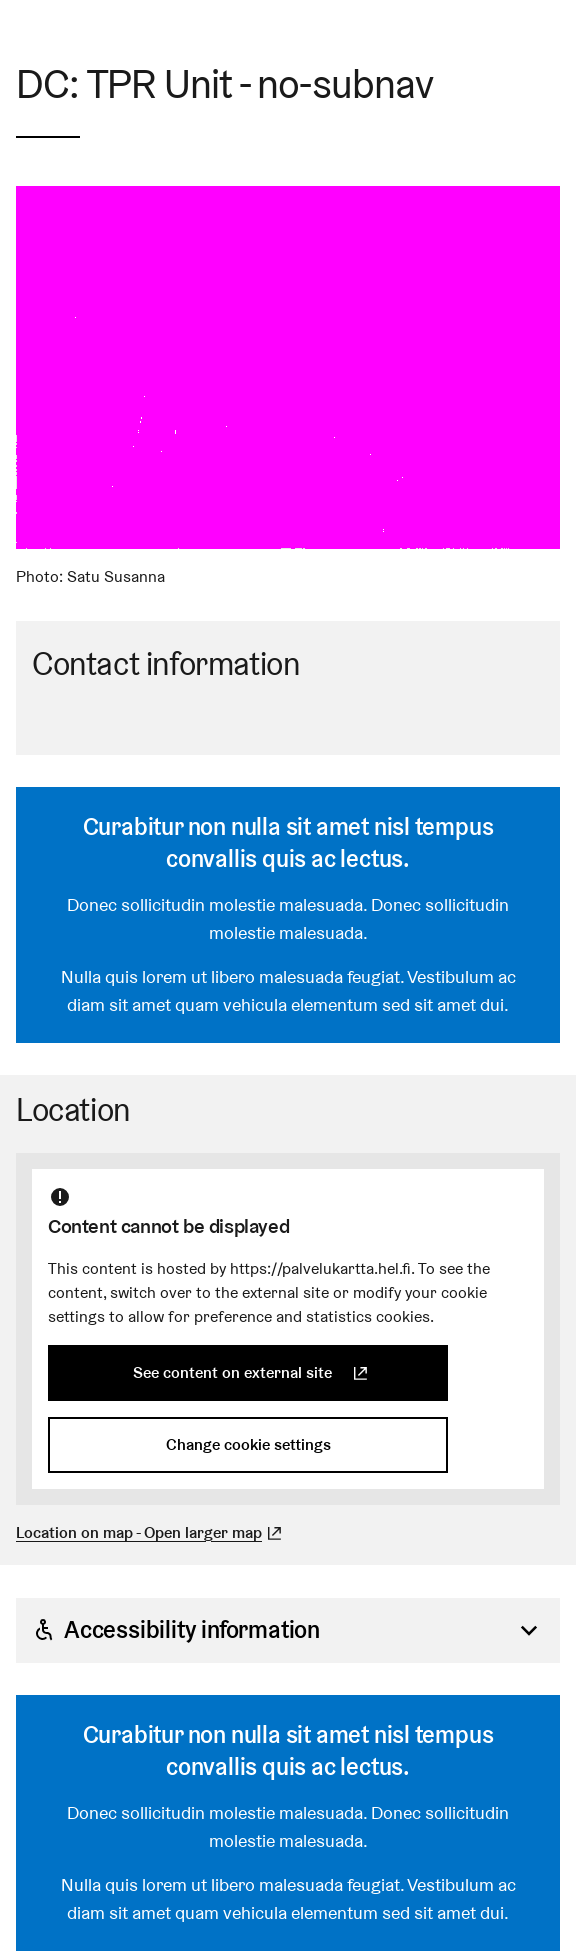 DC: TPR Unit - no-subnav
Photo: Satu Susanna
Contact information
Curabitur non nulla sit amet nisl tempus
convallis quis ac lectus.
Donec sollicitudin molestie malesuada. Donec sollicitudin
molestie malesuada.
Nulla quis lorem ut libero malesuada feugiat. Vestibulum ac
diam sit amet quam vehicula elementum sed sit amet dui.
Location
Content cannot be displayed
This content is hosted by https://palvelukartta.hel.fi. To see the
content, switch over to the external site or modify your cookie
settings to allow for preference and statistics cookies.
See content on external site
Change cookie settings
Location on map - Open larger map
Accessibility information
Curabitur non nulla sit amet nisl tempus
convallis quis ac lectus.
Donec sollicitudin molestie malesuada. Donec sollicitudin
molestie malesuada.
Nulla quis lorem ut libero malesuada feugiat. Vestibulum ac
diam sit amet quam vehicula elementum sed sit amet dui.